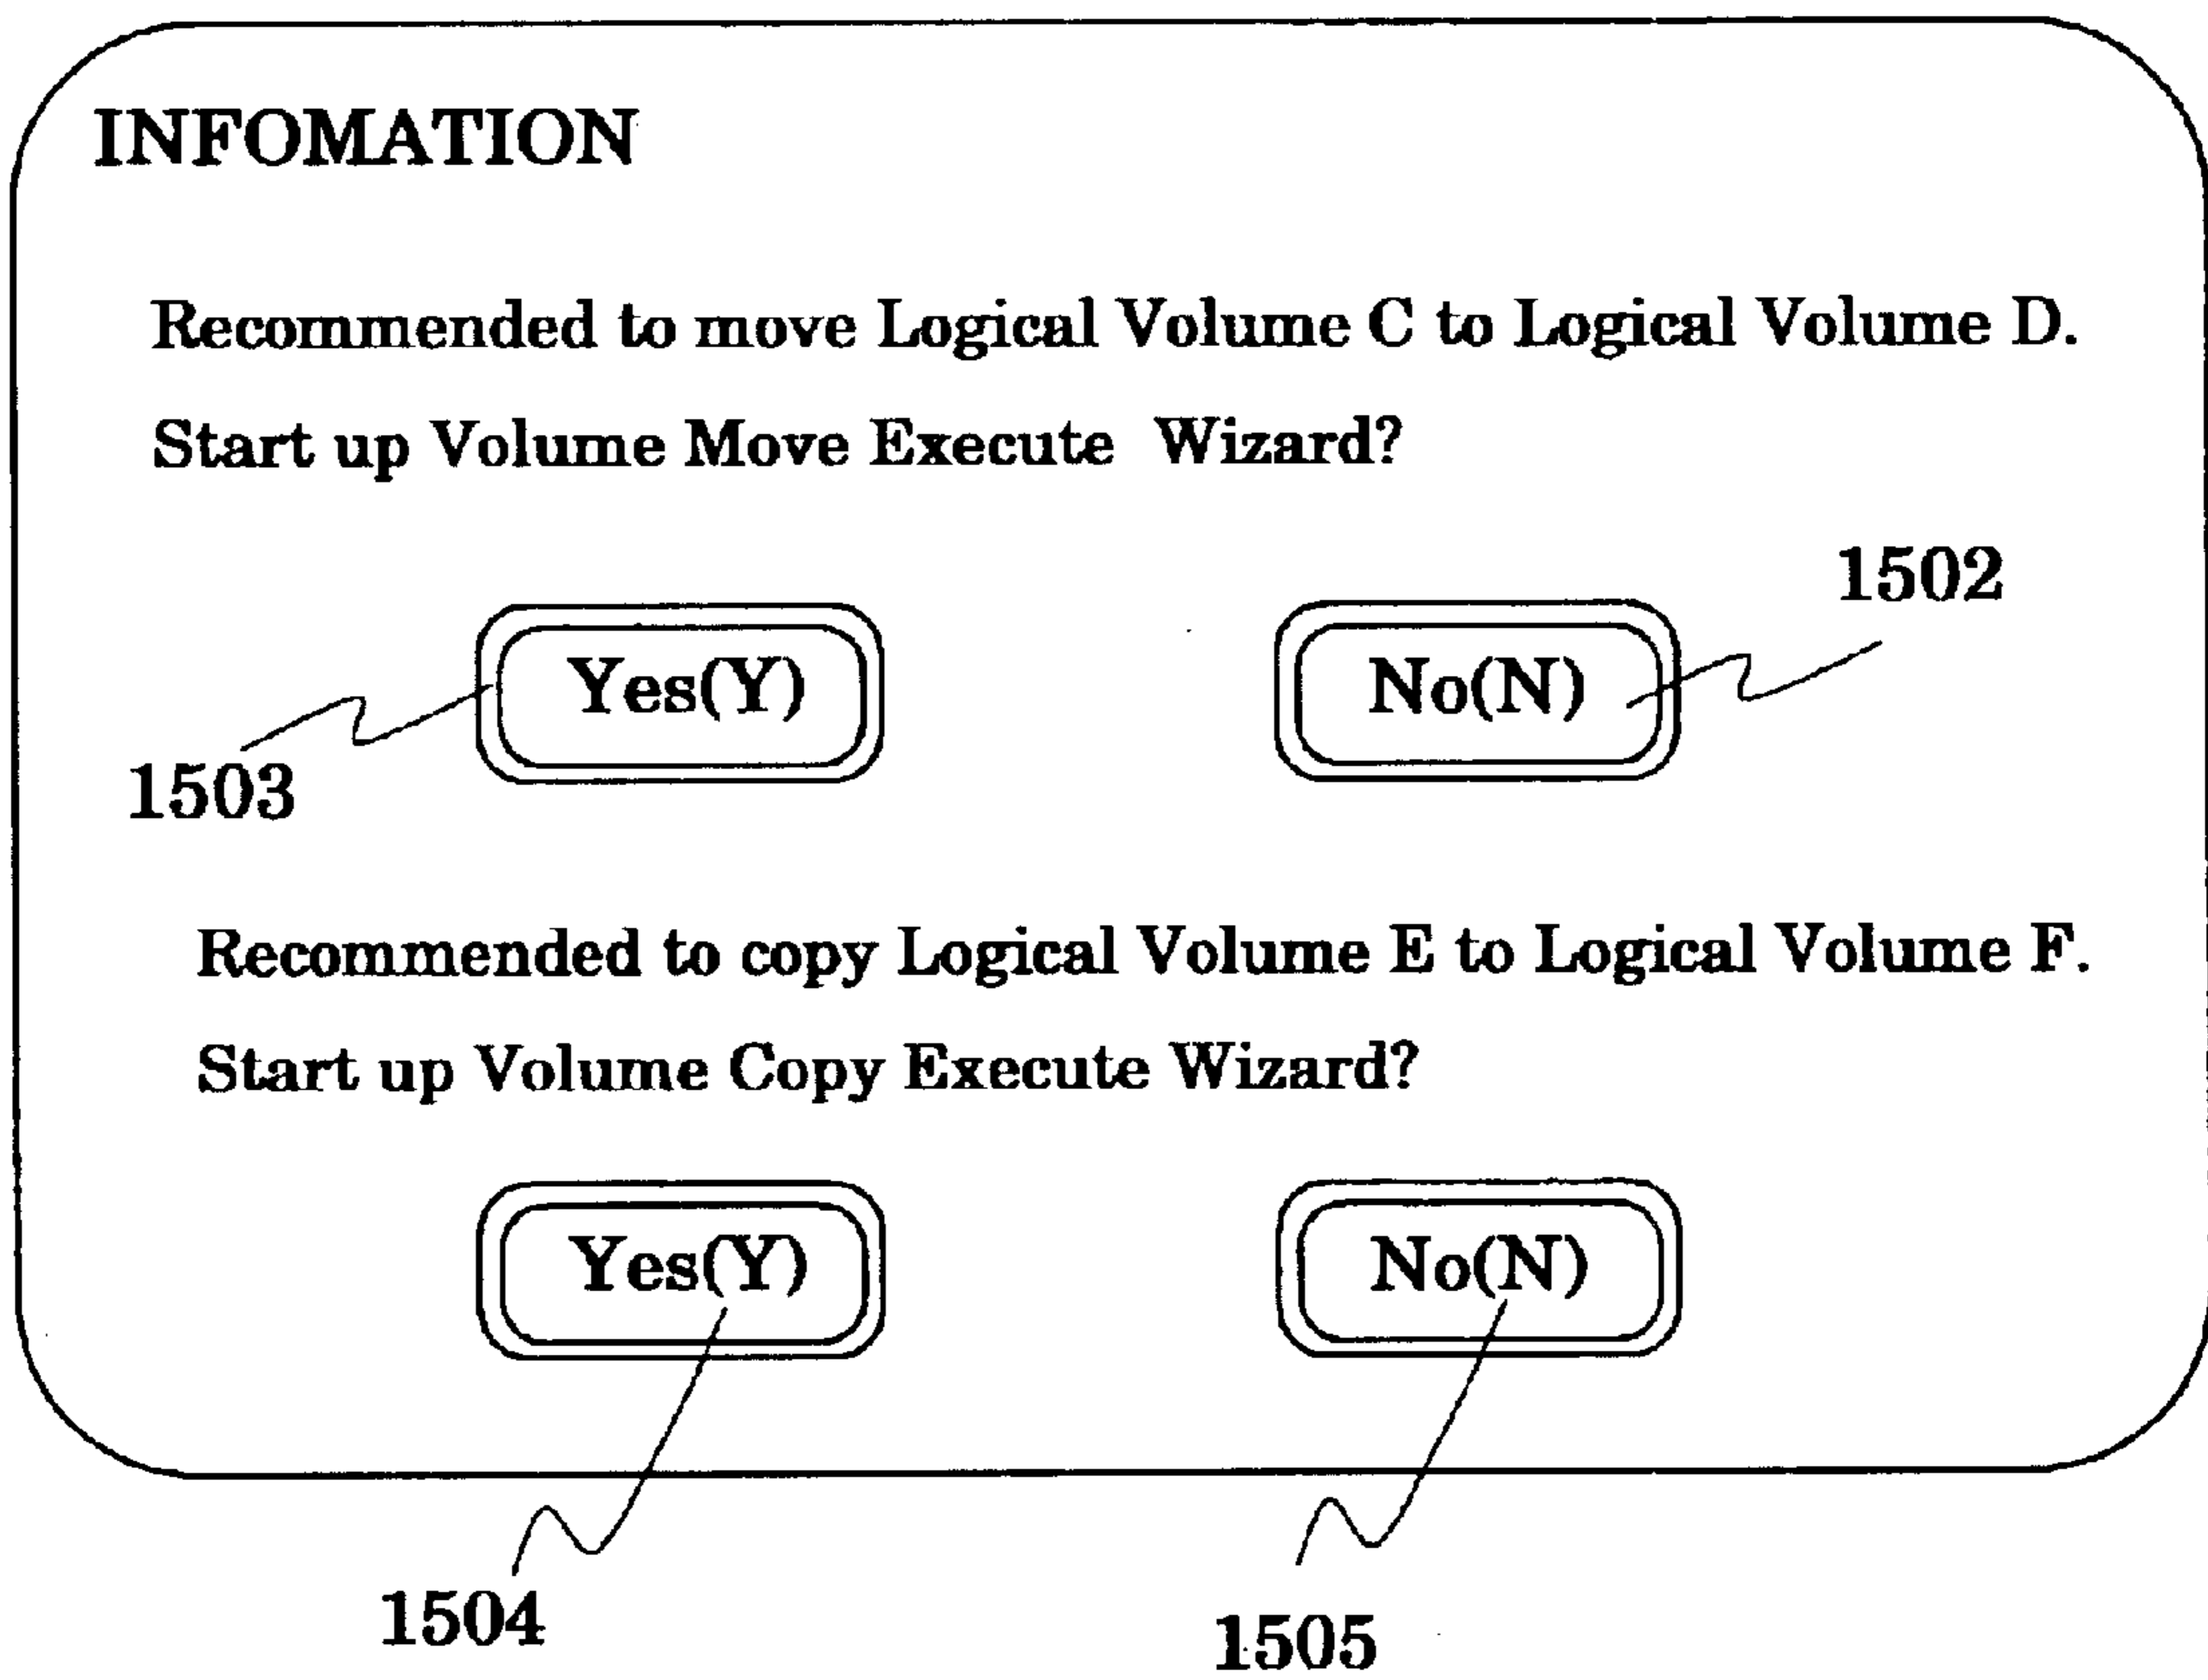 INFOMATION
Recommended to move Logical Volume C to Logical Volume D.
Start up Volume Move Execute Wizard?
1502
Yes(Y) No(N)
1503
Recommended to copy Logical Volume E to Logical Volume F.
Start up Volume Copy Execute Wizard?
Yes(Y) No(N)
1504
1505